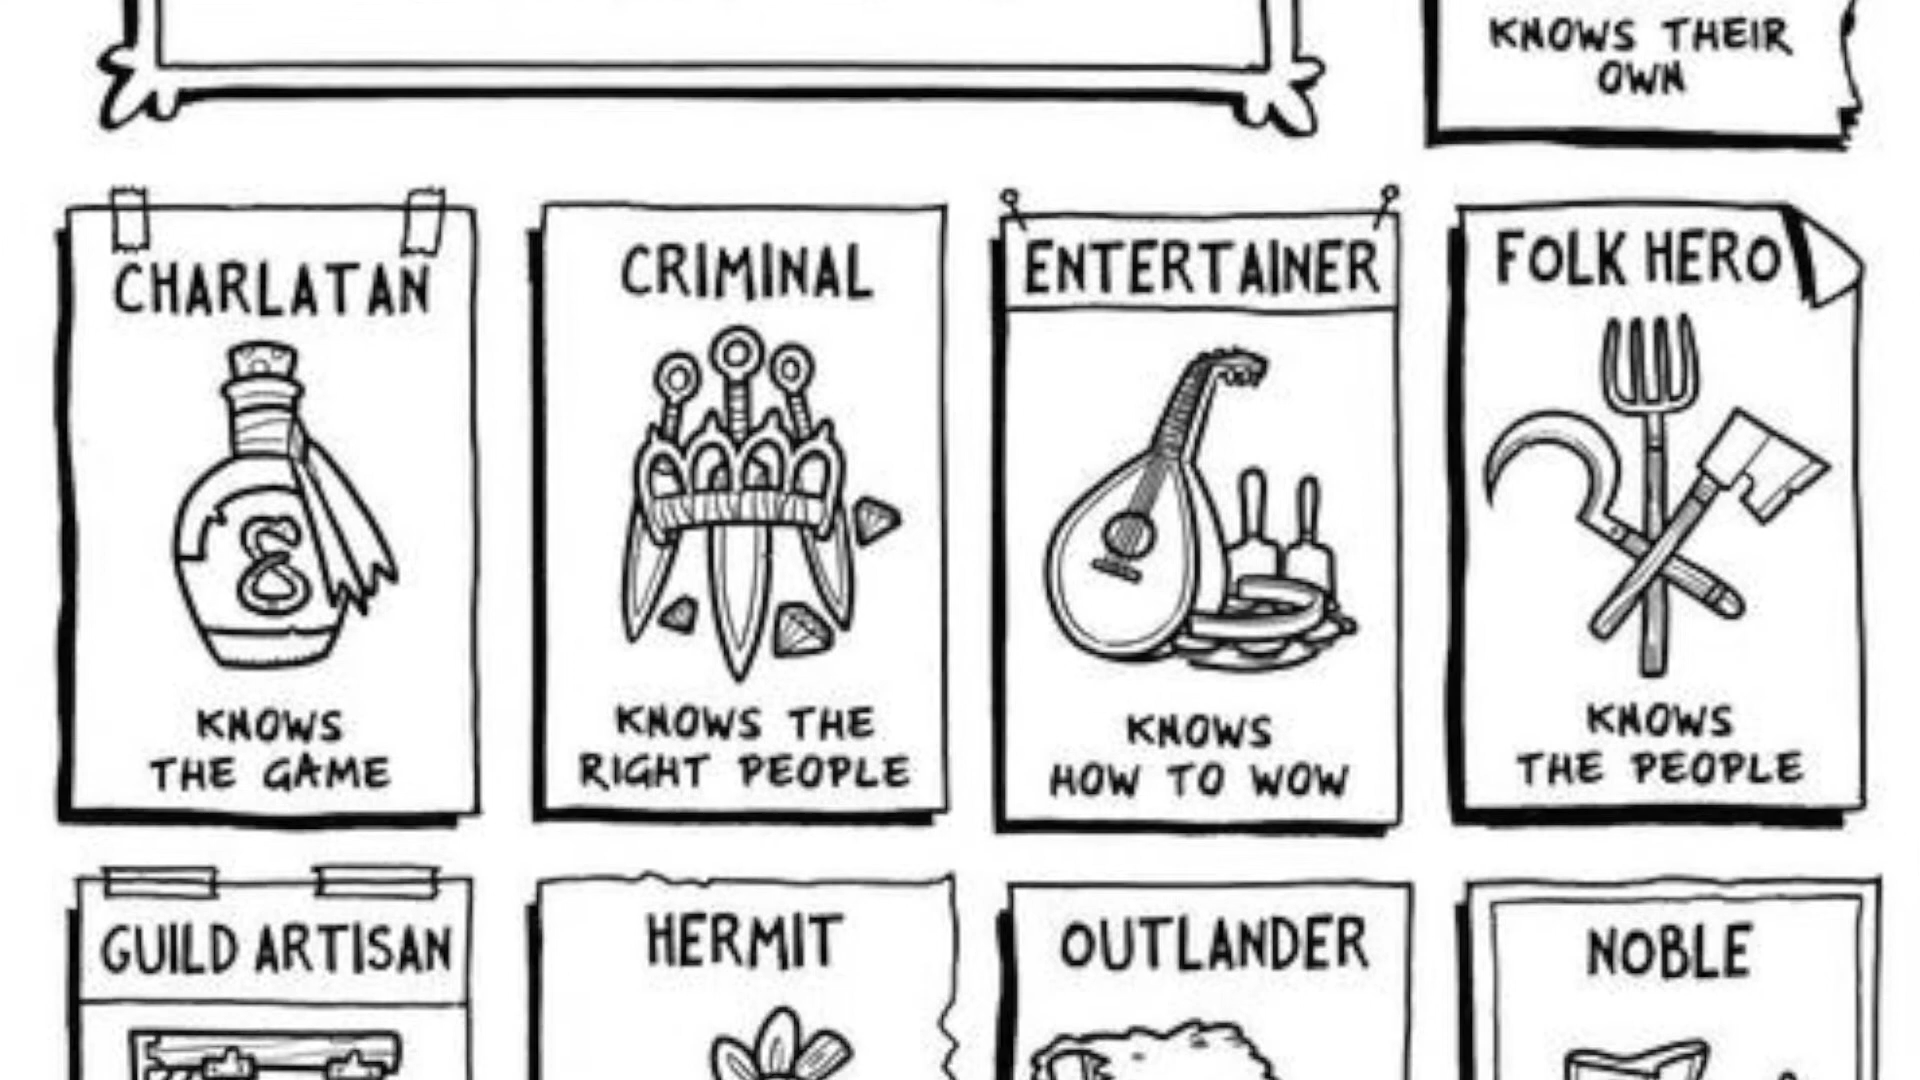 KNOWS THEIR
OWN
CHARLATAN
KNOWS
THE GAME
CRIMINAL
KNOWS THE
RIGHT PEOPLE
ENTERTAINER
KNOWS
HOW TO WOW
FOLK HERO
KNOWS
THE PEOPLE
GUILD ARTISAN
HERMIT
OUTLANDER
NOBLE